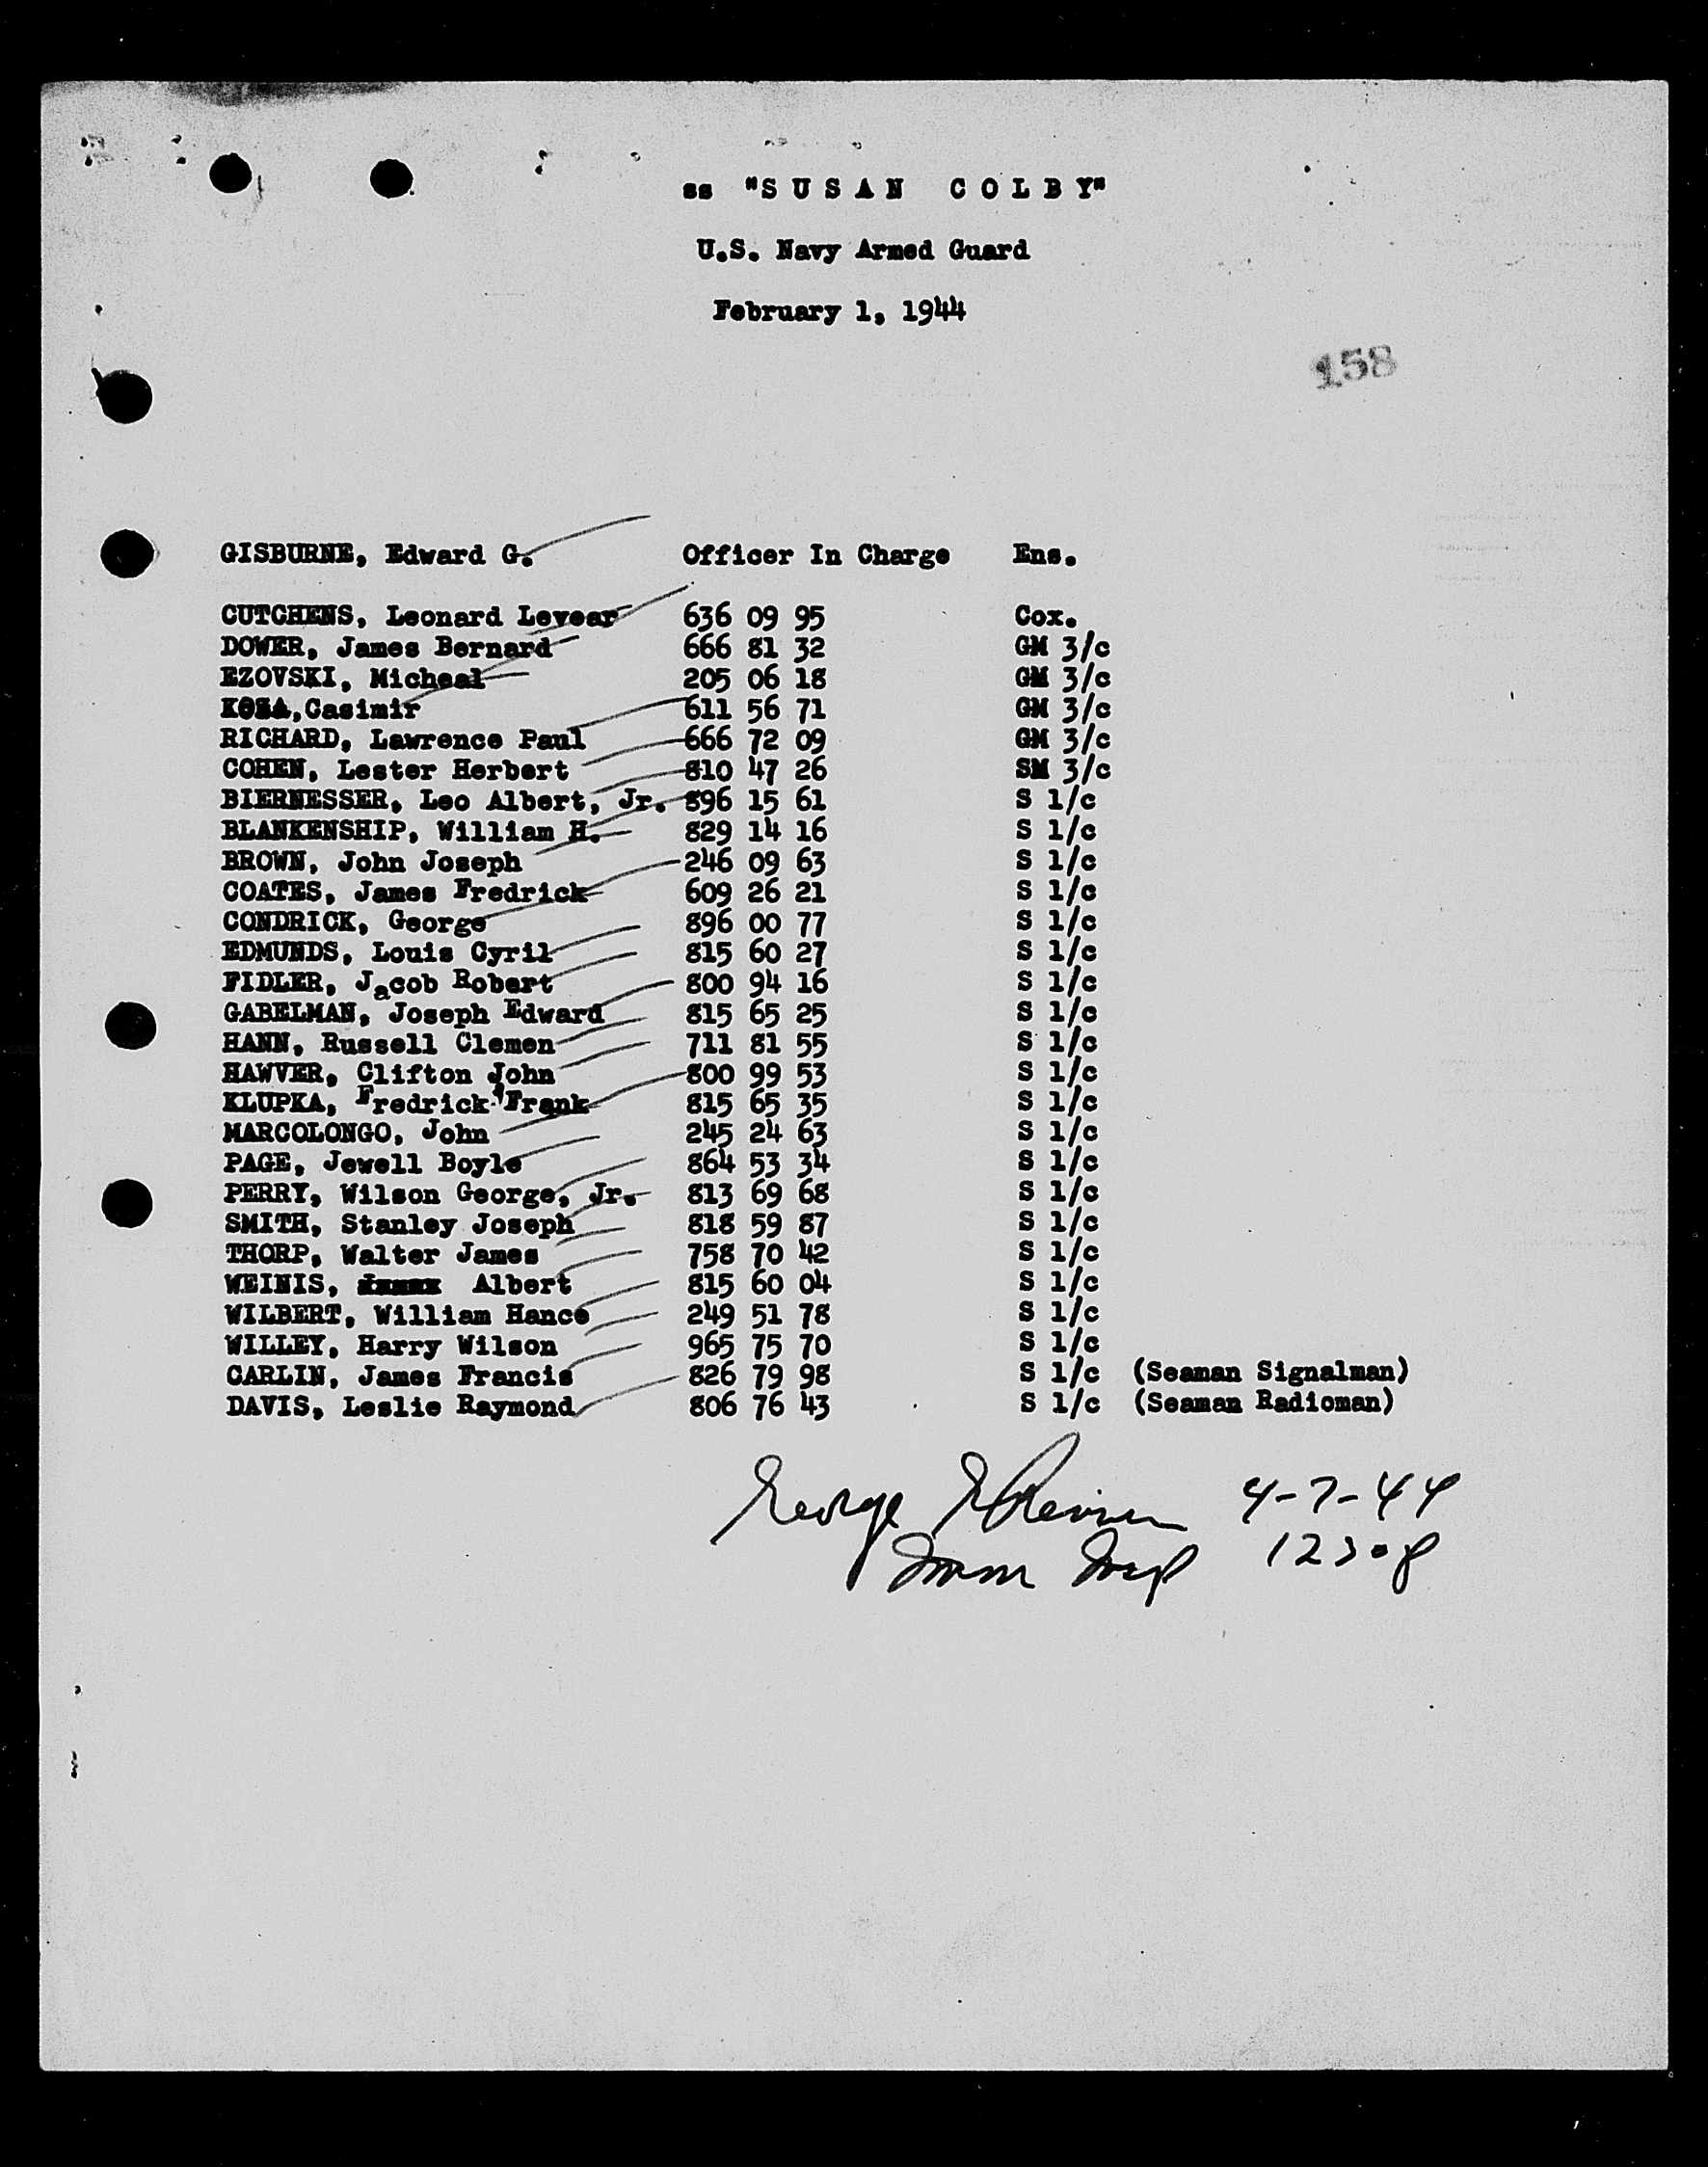 ss "S U S A N   C O L B Y"
U.S. Navy Armed Guard
February 1, 1944
158
GISBURNE, Edward G. Officer In Charge Ens.
CUTCHENS, Leonard Levear 636 09 95 Cox.
DOWER, James Bernard 666 81 32 GM 3/c
EZOVSKI, Micheal 205 06 18 GM 3/c
KOZA,Casimir 611 56 71 GM 3/c
RICHARD, Lawrence Paul 666 72 09 GM 3/c
COHEN, Lester Herbert 810 47 26 SM 3/c
BIERNESSER, Leo Albert, Jr. 896 15 61 S 1/c
BLANKENSHIP, William H. 829 14 16 S 1/c
BROWN, John Joseph 246 09 63 S 1/c
COATES, James Fredrick 609 26 21 S 1/c
CONDRICK, George 896 00 77 S 1/c
EDMUNDS, Louis Cyril 815 60 27 S 1/c
FIDLER, Jacob Robert 800 94 16 S 1/c
GABELMAN, Joseph Edward 815 65 25 S 1/c
HANN, Russell Clemen 711 81 55 S 1/c
HAWVER, Clifton John 800 99 53 S 1/c
KLUPKA, Fredrick Frank 815 65 35 S 1/c
MARCOLONGO, John 245 24 63 S 1/c
PAGE, Jewell Boyle 864 53 34 S 1/c
PERRY, Wilson George, Jr. 813 69 68 S 1/c
SMITH, Stanley Joseph 818 59 87 S 1/c
THORP, Walter James 758 70 42 S 1/c
WEINIS, Albert 815 60 04 S 1/c
WILBERT, William Hance 249 51 78 S 1/c
WILLEY, Harry Wilson 965 75 70 S 1/c
CARLIN, James Francis 826 79 98 S 1/c (Seaman Signalman)
DAVIS, Leslie Raymond 806 76 43 S 1/c (Seaman Radioman)
George 4-7-44
Imm Insp 1230 p